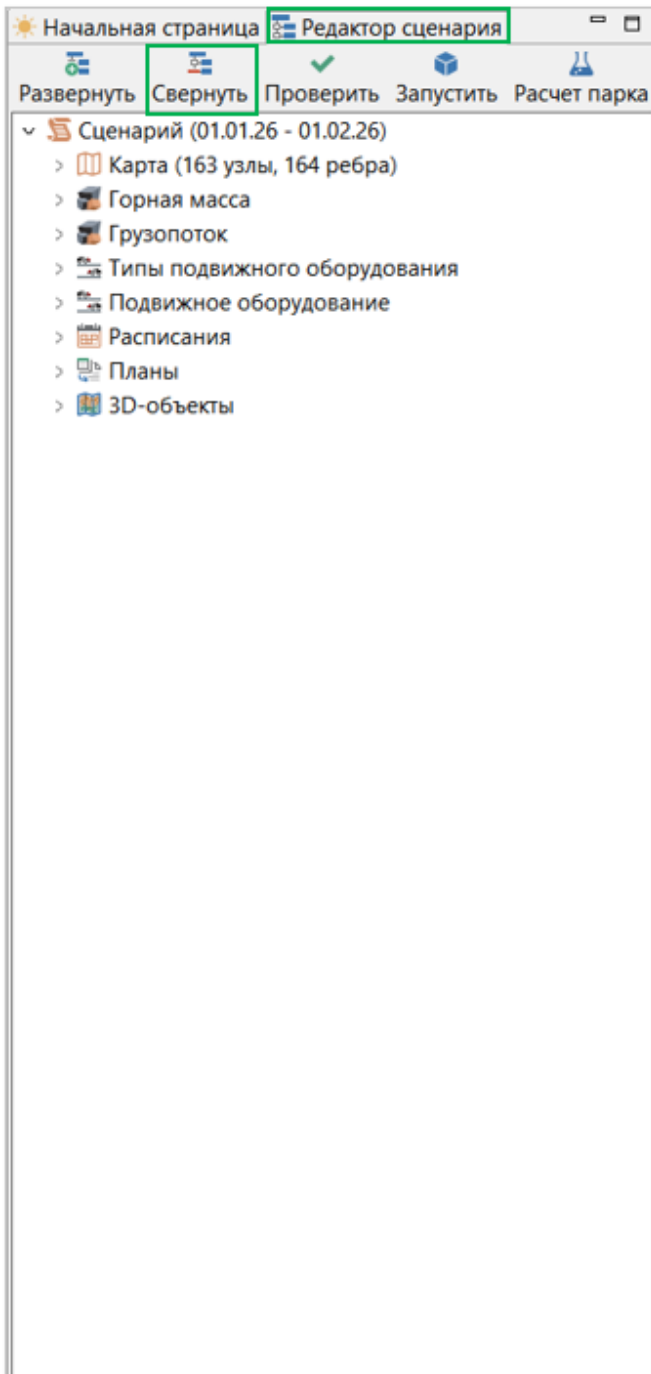 Начальная страница Редактор сценария
Развернуть Свернуть Проверить Запустить Расчет парка
Сценарий (01.01.26 - 01.02.26)
Карта (163 узлы, 164 ребра)
Горная масса
Грузопоток
Типы подвижного оборудования
Подвижное оборудование
Расписания
Планы
3D-объекты